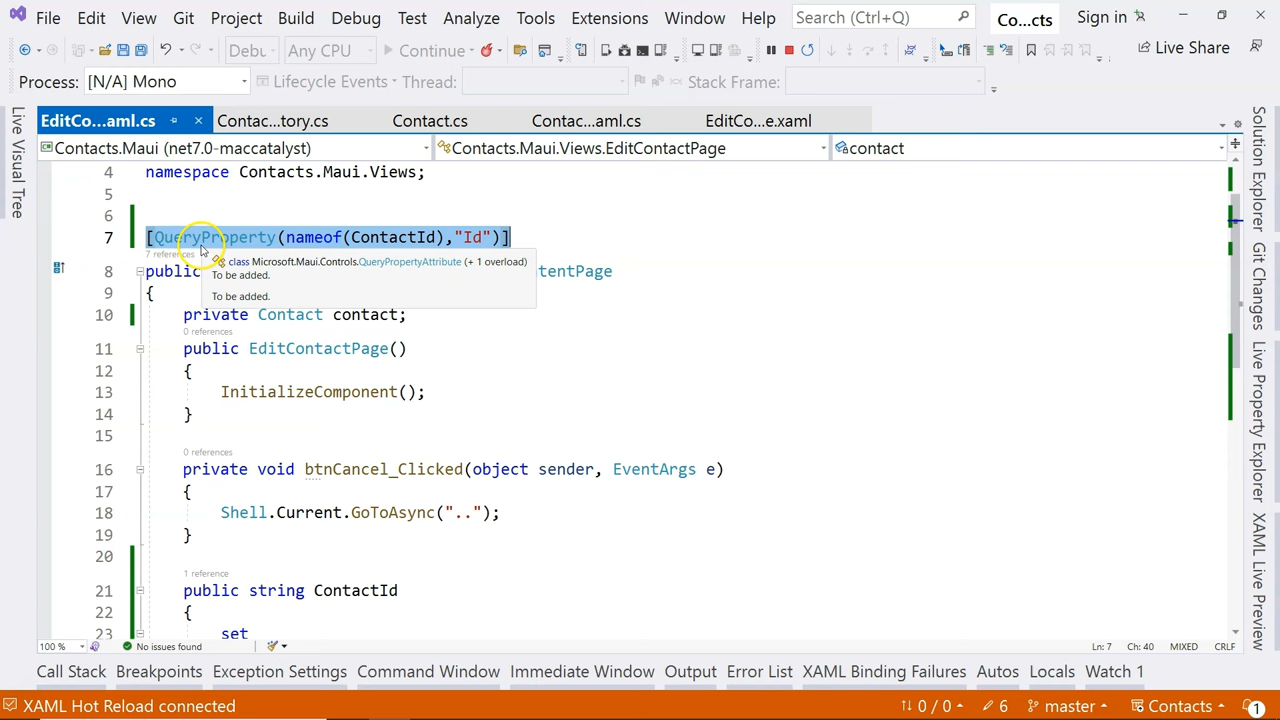 File Edit View Git Project Build Debug Test Analyze Tools Extensions Window Help Search (Ctrl+Q) Co...cts Sign in
Debu Any CPU Continue Live Share
Process: [N/A] Mono Lifecycle Events Thread: Stack Frame:
EditCo...aml.cs Contac...tory.cs Contact.cs Contac...aml.cs EditCo...e.xaml
Contacts.Maui (net7.0-maccatalyst) Contacts.Maui.Views.EditContactPage contact
4 namespace Contacts.Maui.Views;
5
6
7 [QueryProperty(nameof(ContactId),"Id")]
7 references
class Microsoft.Maui.Controls.QueryPropertyAttribute (+ 1 overload)
To be added.
To be added.
8 public tentPage
9 {
10 private Contact contact;
0 references
11 public EditContactPage()
12 {
13 InitializeComponent();
14 }
15
0 references
16 private void btnCancel_Clicked(object sender, EventArgs e)
17 {
18 Shell.Current.GoToAsync("..");
19 }
20
1 reference
21 public string ContactId
22 {
23 set
100 % No issues found Ln: 7 Ch: 40 MIXED CRLF
Call Stack Breakpoints Exception Settings Command Window Immediate Window Output Error List XAML Binding Failures Autos Locals Watch 1
XAML Hot Reload connected 0 / 0 6 master Contacts 1
Live Visual Tree
Solution Explorer
Git Changes
Live Property Explorer
XAML Live Preview